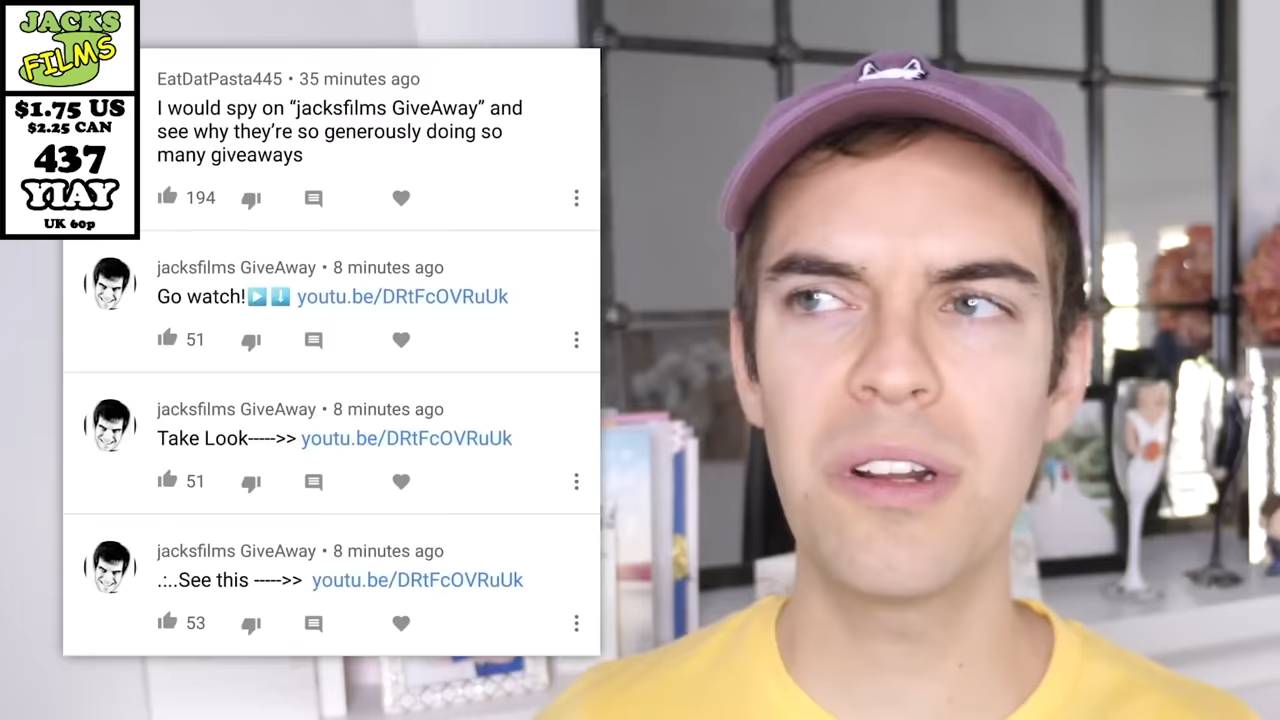 JACKS
FILMS
$1.75 US
$2.25 CAN
437
YIAY
UK 60p
EatDatPasta445 • 35 minutes ago
I would spy on “jacksfilms GiveAway” and
see why they’re so generously doing so
many giveaways
194
jacksfilms GiveAway • 8 minutes ago
Go watch!▶️⬇️ youtu.be/DRtFcOVRuUk
51
jacksfilms GiveAway • 8 minutes ago
Take Look----->> youtu.be/DRtFcOVRuUk
51
jacksfilms GiveAway • 8 minutes ago
.:..See this ----->> youtu.be/DRtFcOVRuUk
53